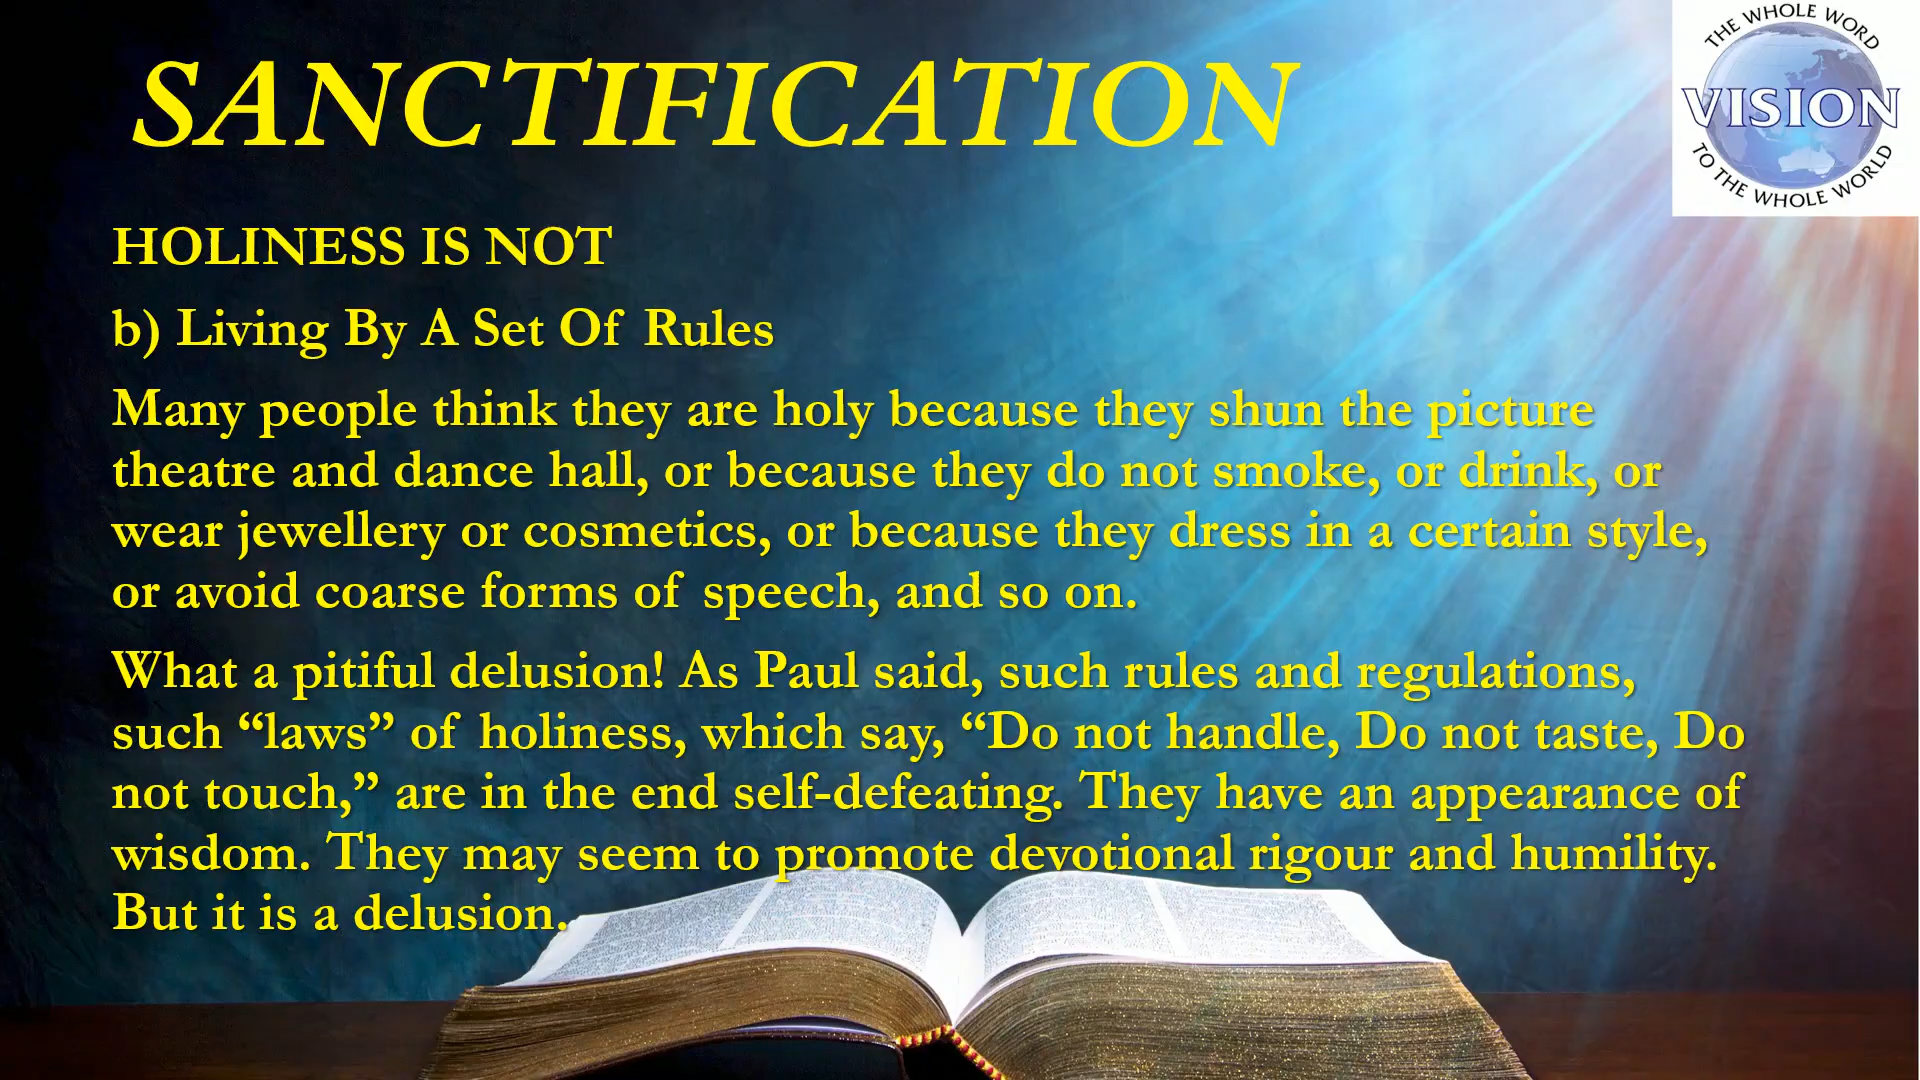 SANCTIFICATION
THE WHOLE WORD
VISION
TO THE WHOLE WORLD
HOLINESS IS NOT
b) Living By A Set Of Rules
Many people think they are holy because they shun the picture
theatre and dance hall, or because they do not smoke, or drink, or
wear jewellery or cosmetics, or because they dress in a certain style,
or avoid coarse forms of speech, and so on.
What a pitiful delusion! As Paul said, such rules and regulations,
such “laws” of holiness, which say, “Do not handle, Do not taste, Do
not touch,” are in the end self-defeating. They have an appearance of
wisdom. They may seem to promote devotional rigour and humility.
But it is a delusion.